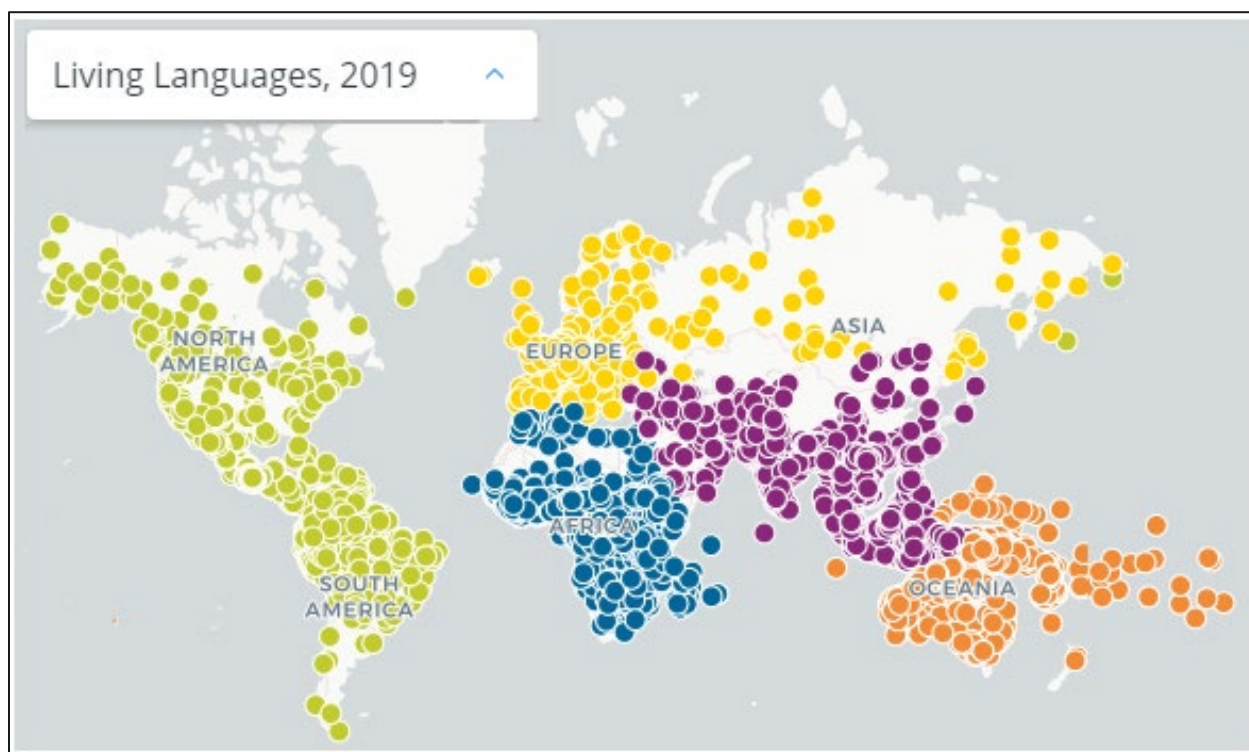 Living Languages, 2019
NORTH
AMERICA
EUROPE
ASIA
AFRICA
SOUTH
AMERICA
OCEANIA